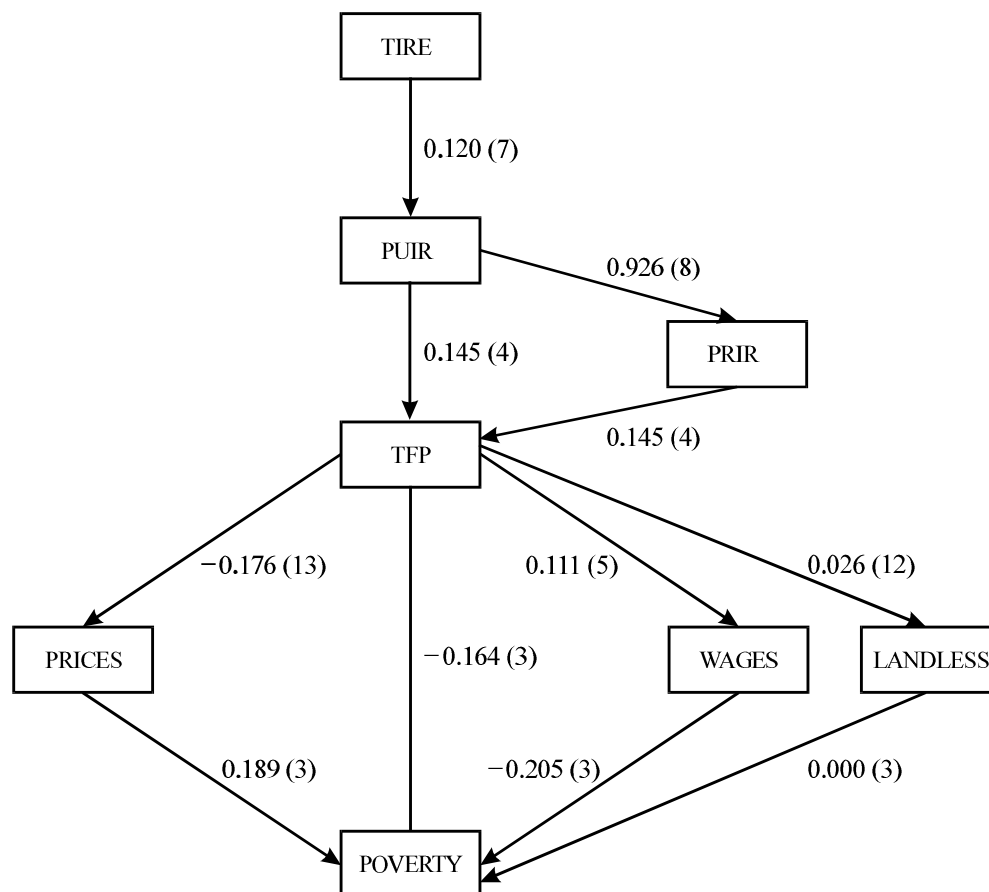 TIRE
0.120 (7)
PUIR
0.926 (8)
0.145 (4)
PRIR
0.145 (4)
TFP
−0.176 (13)
0.111 (5)
0.026 (12)
PRICES
−0.164 (3)
WAGES
LANDLESS
0.189 (3)
−0.205 (3)
0.000 (3)
POVERTY